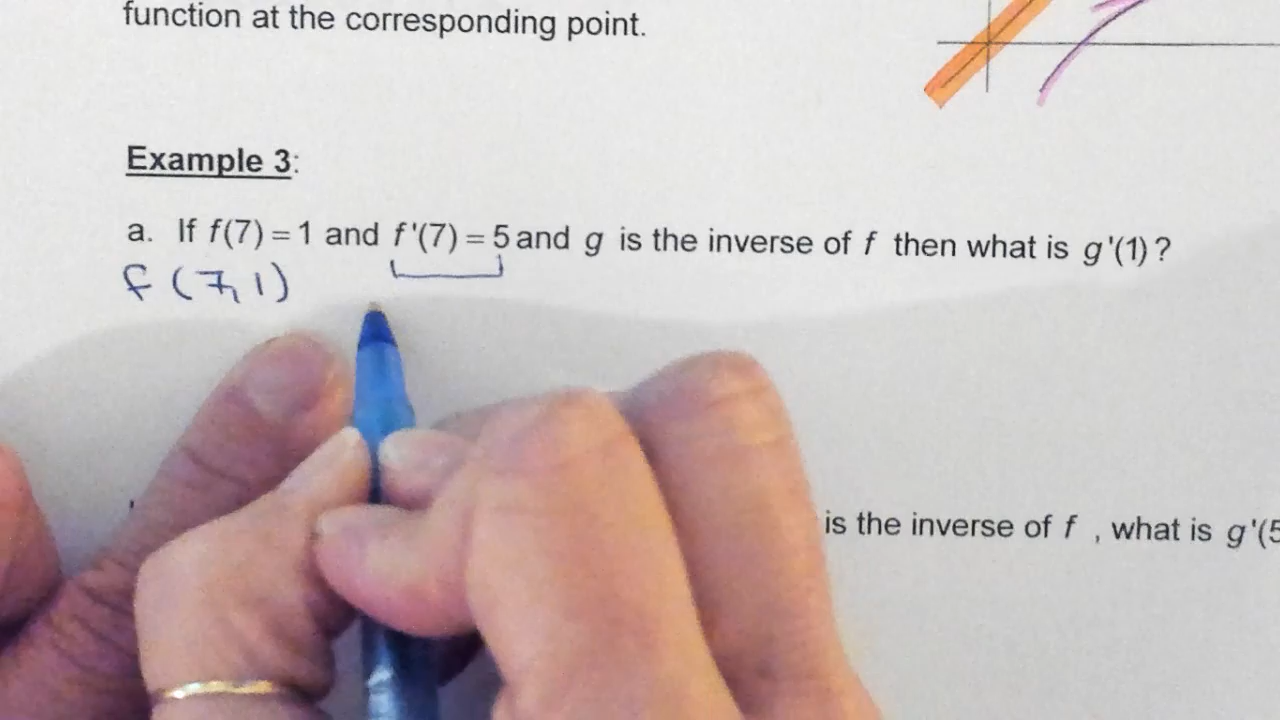 function at the corresponding point.
Example 3:
a. If f(7) = 1 and f'(7) = 5 and g is the inverse of f then what is g'(1) ?
f (7, 1)
is the inverse of f , what is g'(5